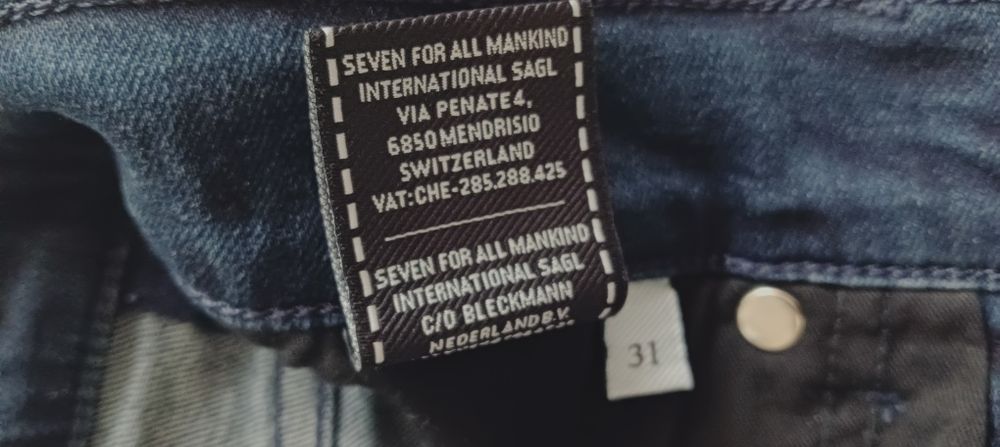 SEVEN FOR ALL MANKIND
INTERNATIONAL SAGL
VIA PENATE 4,
6850 MENDRISIO
SWITZERLAND
VAT:CHE-285.288.425
SEVEN FOR ALL MANKIND
INTERNATIONAL SAGL
C/O BLECKMANN
NEDERLAND B.V.
31